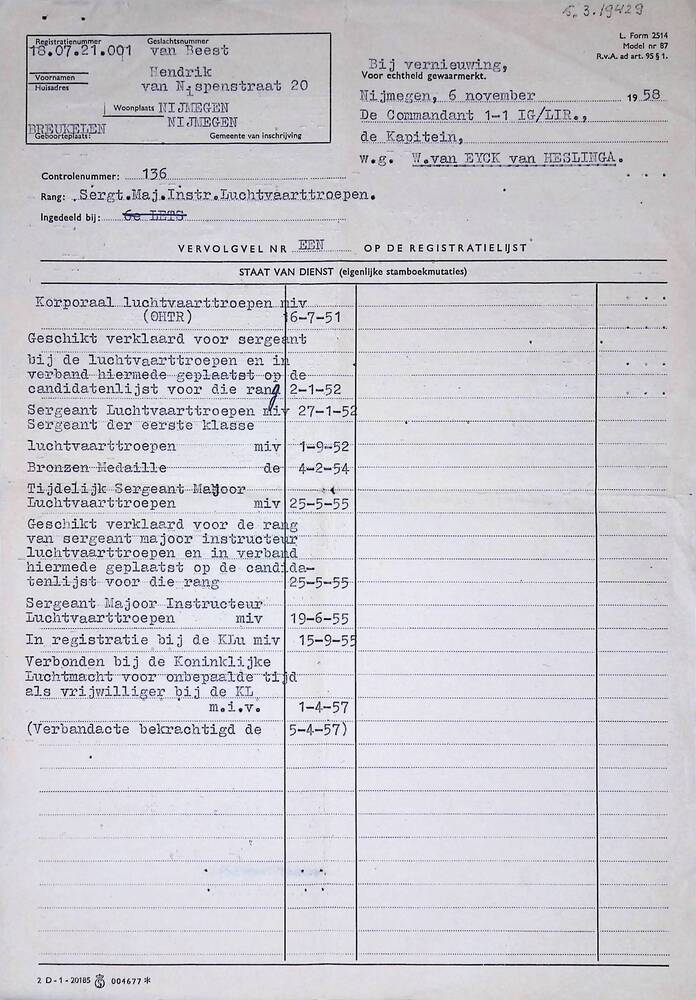 5.3.19429
L. Form 2514
Model nr 87
R.v.A. ad art. 95 § 1.
Registratienummer Geslachtsnummer
18.07.21.001 van Beest
Voornamen Hendrik
Huisadres van Nispenstraat 20
Woonplaats NIJMEGEN
NIJMEGEN
BREUKELEN
Geboorteplaats: Gemeente van inschrijving
Bij vernieuwing,
Voor echtheid gewaarmerkt.
Nijmegen, 6 november 1958
De Commandant 1-1 IG/LIR.,
de Kapitein,
w.g. W.van EYCK van HESLINGA.
Controlenummer: 136
Rang: Sergt.Maj.Instr.Luchtvaarttroepen.
Ingedeeld bij: 6e LETS
VERVOLGVEL NR EEN OP DE REGISTRATIELIJST
STAAT VAN DIENST (eigenlijke stamboekmutaties)
Korporaal luchtvaarttroepen miv
(OHTR) 16-7-51
Geschikt verklaard voor sergeant
bij de luchtvaarttroepen en in
verband hiermede geplaatst op de
candidatenlijst voor die rang 2-1-52
Sergeant Luchtvaarttroepen miv 27-1-52
Sergeant der eerste klasse
luchtvaarttroepen miv 1-9-52
Bronzen Medaille de 4-2-54
Tijdelijk Sergeant Majoor
Luchtvaarttroepen miv 25-5-55
Geschikt verklaard voor de rang
van sergeant majoor instructeur
luchtvaarttroepen en in verband
hiermede geplaatst op de candida-
tenlijst voor die rang 25-5-55
Sergeant Majoor Instructeur
Luchtvaarttroepen miv 19-6-55
In registratie bij de KLu miv 15-9-55
Verbonden bij de Koninklijke
Luchtmacht voor onbepaalde tijd
als vrijwilliger bij de KL
m.i.v. 1-4-57
(Verbandacte bekrachtigd de 5-4-57)
2 D - 1 - 20185 004677 *